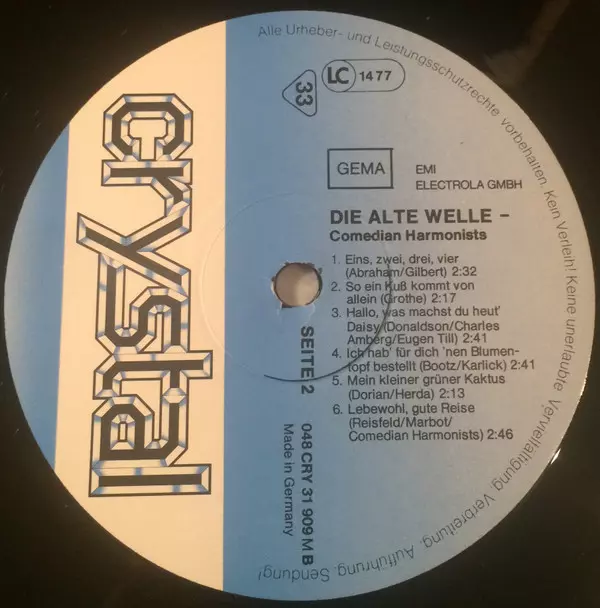 Alle Urheber- und Leistungsschutzrechte vorbehalten. Kein Verleih! Keine unerlaubte Vervielfältigung, Verbreitung, Aufführung, Sendung!
crystal
33
LC 1477
GEMA
EMI
ELECTROLA GMBH
DIE ALTE WELLE –
Comedian Harmonists
1. Eins, zwei, drei, vier
(Abraham/Gilbert) 2:32
2. So ein Kuß kommt von
allein (Grothe) 2:17
3. Hallo, was machst du heut'
Daisy (Donaldson/Charles
Amberg/Eugen Till) 2:41
4. Ich hab' für dich 'nen Blumen-
topf bestellt (Bootz/Karlick) 2:41
5. Mein kleiner grüner Kaktus
(Dorian/Herda) 2:13
6. Lebewohl, gute Reise
(Reisfeld/Marbot/
Comedian Harmonists) 2:46
SEITE 2
048 CRY 31 909 M B
Made in Germany